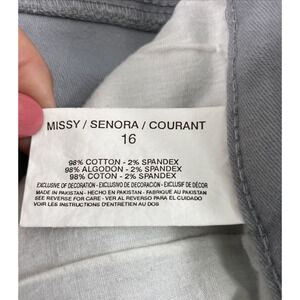 MISSY / SENORA / COURANT
16
98% COTTON - 2% SPANDEX
98% ALGODON - 2% SPANDEX
98% COTON - 2% SPANDEX
EXCLUSIVE OF DECORATION - EXCLUSIVO DE DECORACION - EXCLUSIF DE DÉCOR
MADE IN PAKISTAN - HECHO EN PAKISTAN - FABRIQUE AU PAKISTAN
SEE REVERSE FOR CARE - VER AL REVERSO PARA EL CUIDADO
VOIR LES INSTRUCTIONS D'ENTRETIEN AU DOS